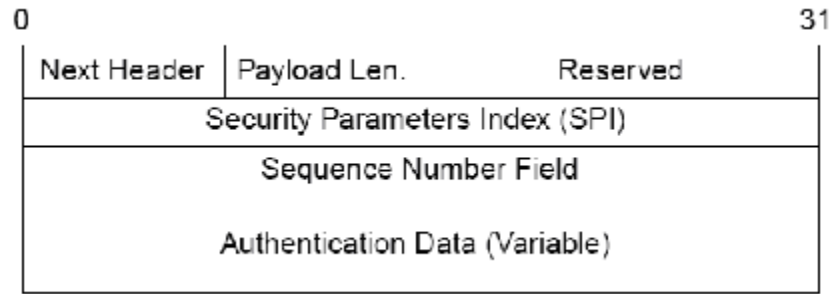 0 31
Next Header Payload Len. Reserved
Security Parameters Index (SPI)
Sequence Number Field
Authentication Data (Variable)